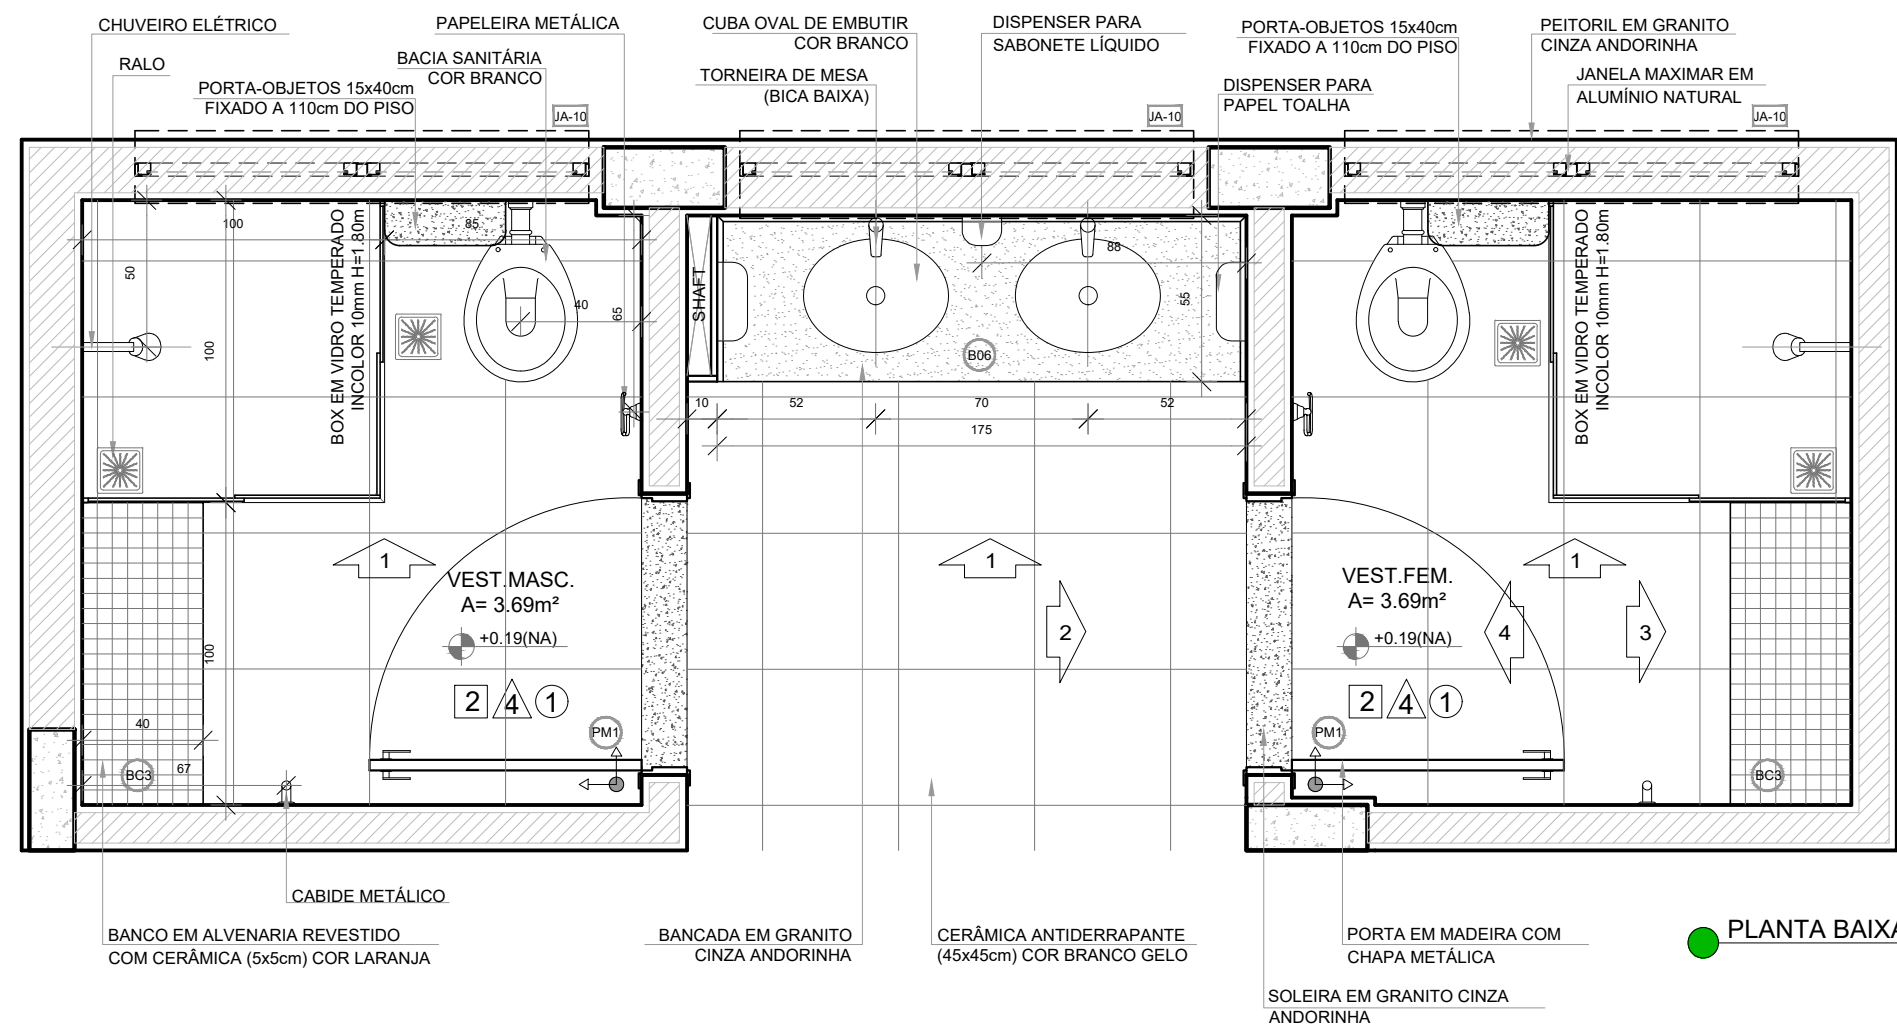 CHUVEIRO ELÉTRICO
RALO
PORTA-OBJETOS 15x40cm
FIXADO A 110cm DO PISO
PAPELEIRA METÁLICA
BACIA SANITÁRIA
COR BRANCO
CUBA OVAL DE EMBUTIR
COR BRANCO
TORNEIRA DE MESA
(BICA BAIXA)
DISPENSER PARA
SABONETE LÍQUIDO
DISPENSER PARA
PAPEL TOALHA
PORTA-OBJETOS 15x40cm
FIXADO A 110cm DO PISO
PEITORIL EM GRANITO
CINZA ANDORINHA
JANELA MAXIMAR EM
ALUMÍNIO NATURAL
JA-10
JA-10
JA-10
100
85
50
100
BOX EM VIDRO TEMPERADO
INCOLOR 10mm H=1.80m
40
65
SHAFT
88
55
B06
BOX EM VIDRO TEMPERADO
INCOLOR 10mm H=1.80m
10
52
70
52
175
1
1
1
VEST.MASC.
A= 3.69m²
+0.19(NA)
2
4
1
PM1
100
40
67
BC3
2
VEST.FEM.
A= 3.69m²
+0.19(NA)
4
3
2
4
1
PM1
BC3
CABIDE METÁLICO
BANCO EM ALVENARIA REVESTIDO
COM CERÂMICA (5x5cm) COR LARANJA
BANCADA EM GRANITO
CINZA ANDORINHA
CERÂMICA ANTIDERRAPANTE
(45x45cm) COR BRANCO GELO
PORTA EM MADEIRA COM
CHAPA METÁLICA
SOLEIRA EM GRANITO CINZA
ANDORINHA
PLANTA BAIXA